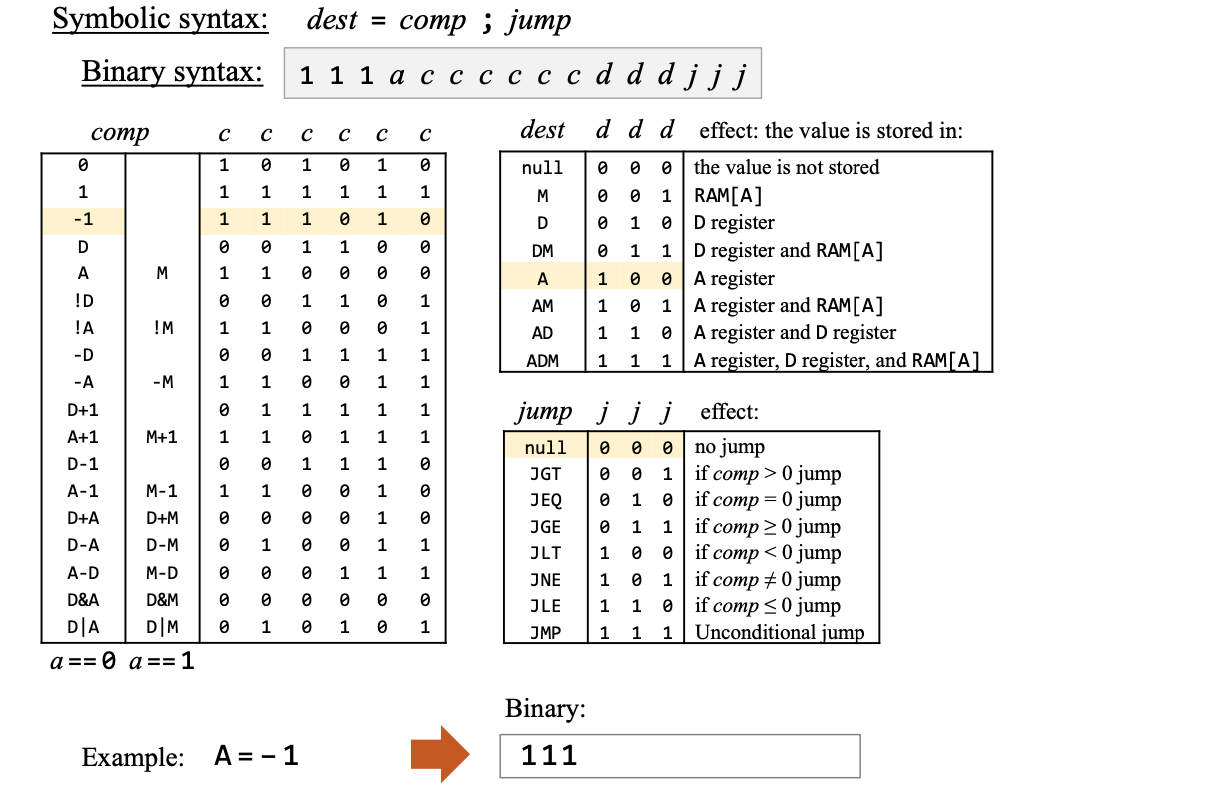 Symbolic syntax: dest = comp ; jump
Binary syntax: 1 1 1 a c c c c c c d d d j j j
comp c c c c c c
0 1 0 1 0 1 0
1 1 1 1 1 1 1
-1 1 1 1 0 1 0
D 0 0 1 1 0 0
A M 1 1 0 0 0 0
!D 0 0 1 1 0 1
!A !M 1 1 0 0 0 1
-D 0 0 1 1 1 1
-A -M 1 1 0 0 1 1
D+1 0 1 1 1 1 1
A+1 M+1 1 1 0 1 1 1
D-1 0 0 1 1 1 0
A-1 M-1 1 1 0 0 1 0
D+A D+M 0 0 0 0 1 0
D-A D-M 0 1 0 0 1 1
A-D M-D 0 0 0 1 1 1
D&A D&M 0 0 0 0 0 0
D|A D|M 0 1 0 1 0 1
a==0 a==1
dest d d d effect: the value is stored in:
null 0 0 0 the value is not stored
M 0 0 1 RAM[A]
D 0 1 0 D register
DM 0 1 1 D register and RAM[A]
A 1 0 0 A register
AM 1 0 1 A register and RAM[A]
AD 1 1 0 A register and D register
ADM 1 1 1 A register, D register, and RAM[A]
jump j j j effect:
null 0 0 0 no jump
JGT 0 0 1 if comp > 0 jump
JEQ 0 1 0 if comp = 0 jump
JGE 0 1 1 if comp ≥ 0 jump
JLT 1 0 0 if comp < 0 jump
JNE 1 0 1 if comp ≠ 0 jump
JLE 1 1 0 if comp ≤ 0 jump
JMP 1 1 1 Unconditional jump
Binary:
Example: A = – 1 111